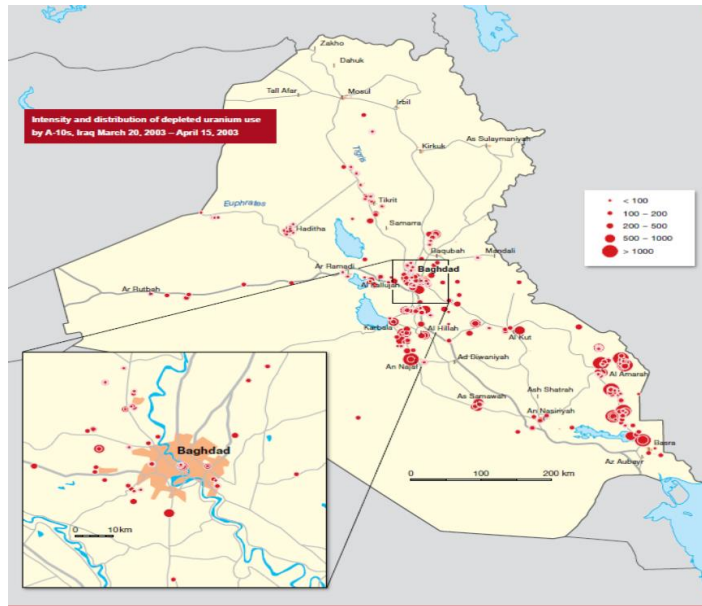 Zakho
Dahuk
Tall Afar
Mosul
Irbil
Intensity and distribution of depleted uranium use
by A-10s, Iraq March 20, 2003 – April 15, 2003
Kirkuk
As Sulaymaniyah
Tigris
Euphrates
Tikrit
Haditha
Samarra
< 100
100 – 200
200 – 500
500 – 1000
> 1000
Baqubah
Mandali
Ar Ramadi
Baghdad
Ar Rutbah
Al Fallujah
Karbala
Al Hillah
Al Kut
An Najaf
Ad Diwaniyah
Al Amarah
As Samawah
Ash Shatrah
An Nasiriyah
Basra
Az Zubayr
0 100 200 km
Baghdad
0 10 km